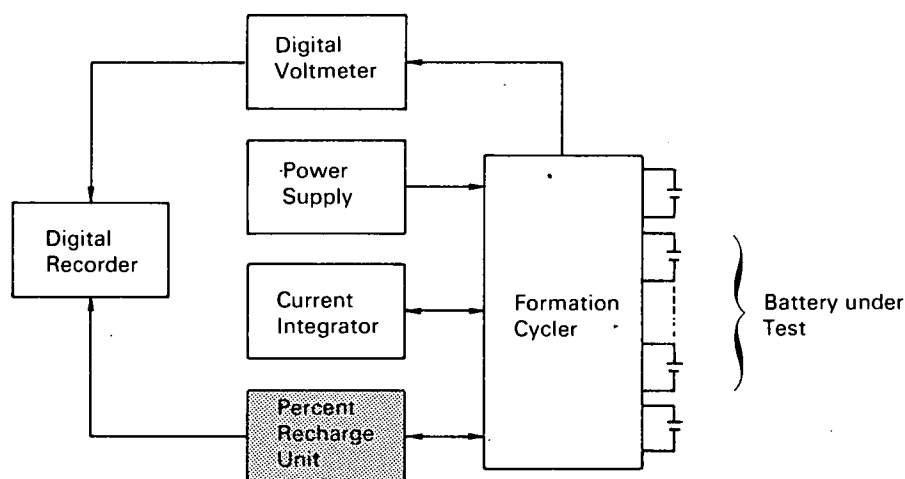 Digital
Voltmeter
Power
Supply
Digital
Recorder
Current
Integrator
Formation
Cycler
Battery under
Test
Percent
Recharge
Unit